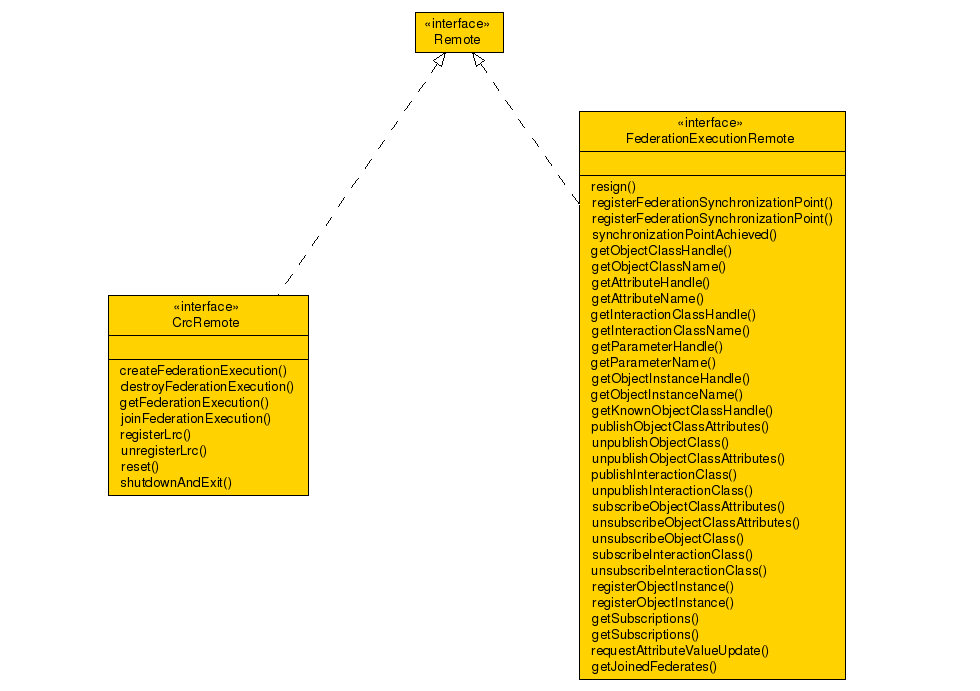 «interface»
Remote
«interface»
FederationExecutionRemote
resign()
registerFederationSynchronizationPoint()
registerFederationSynchronizationPoint()
synchronizationPointAchieved()
getObjectClassHandle()
getObjectClassName()
getAttributeHandle()
getAttributeName()
getInteractionClassHandle()
getInteractionClassName()
getParameterHandle()
getParameterName()
getObjectInstanceHandle()
getObjectInstanceName()
getKnownObjectClassHandle()
publishObjectClassAttributes()
unpublishObjectClass()
unpublishObjectClassAttributes()
publishInteractionClass()
unpublishInteractionClass()
subscribeObjectClassAttributes()
unsubscribeObjectClassAttributes()
unsubscribeObjectClass()
subscribeInteractionClass()
unsubscribeInteractionClass()
registerObjectInstance()
registerObjectInstance()
getSubscriptions()
getSubscriptions()
requestAttributeValueUpdate()
getJoinedFederates()
«interface»
CrcRemote
createFederationExecution()
destroyFederationExecution()
getFederationExecution()
joinFederationExecution()
registerLrc()
unregisterLrc()
reset()
shutdownAndExit()